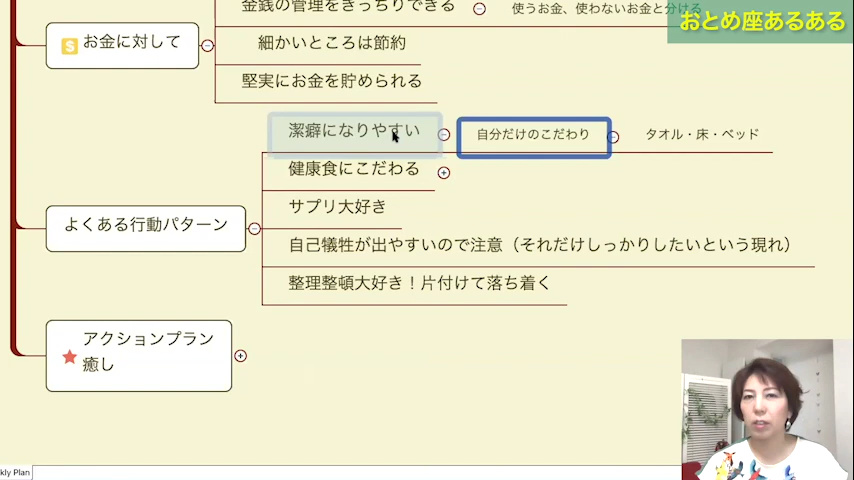 金銭の管理をきっちりできる
使うお金、使わないお金と分ける
おとめ座あるある
お金に対して
細かいところは節約
堅実にお金を貯められる
潔癖になりやすい
自分だけのこだわり
タオル・床・ベッド
健康食にこだわる
サプリ大好き
よくある行動パターン
自己犠牲が出やすいので注意（それだけしっかりしたいという現れ）
整理整頓大好き！片付けて落ち着く
アクションプラン
癒し
kly Plan